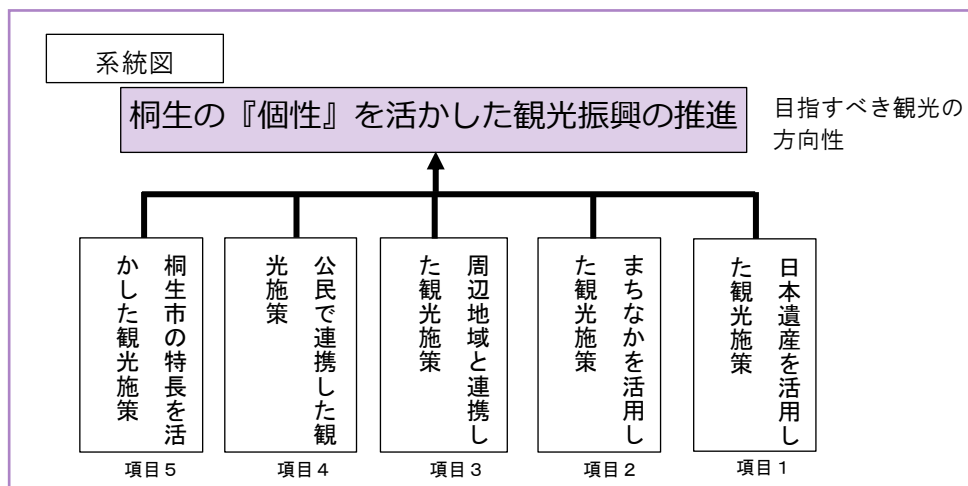 系統図
桐生の『個性』を活かした観光振興の推進
目指すべき観光の
方向性
日本遺産を活用し
た観光施策
項目１
まちなかを活用し
た観光施策
項目２
周辺地域と連携し
た観光施策
項目３
公民で連携した観
光施策
項目４
桐生市の特長を活
かした観光施策
項目５